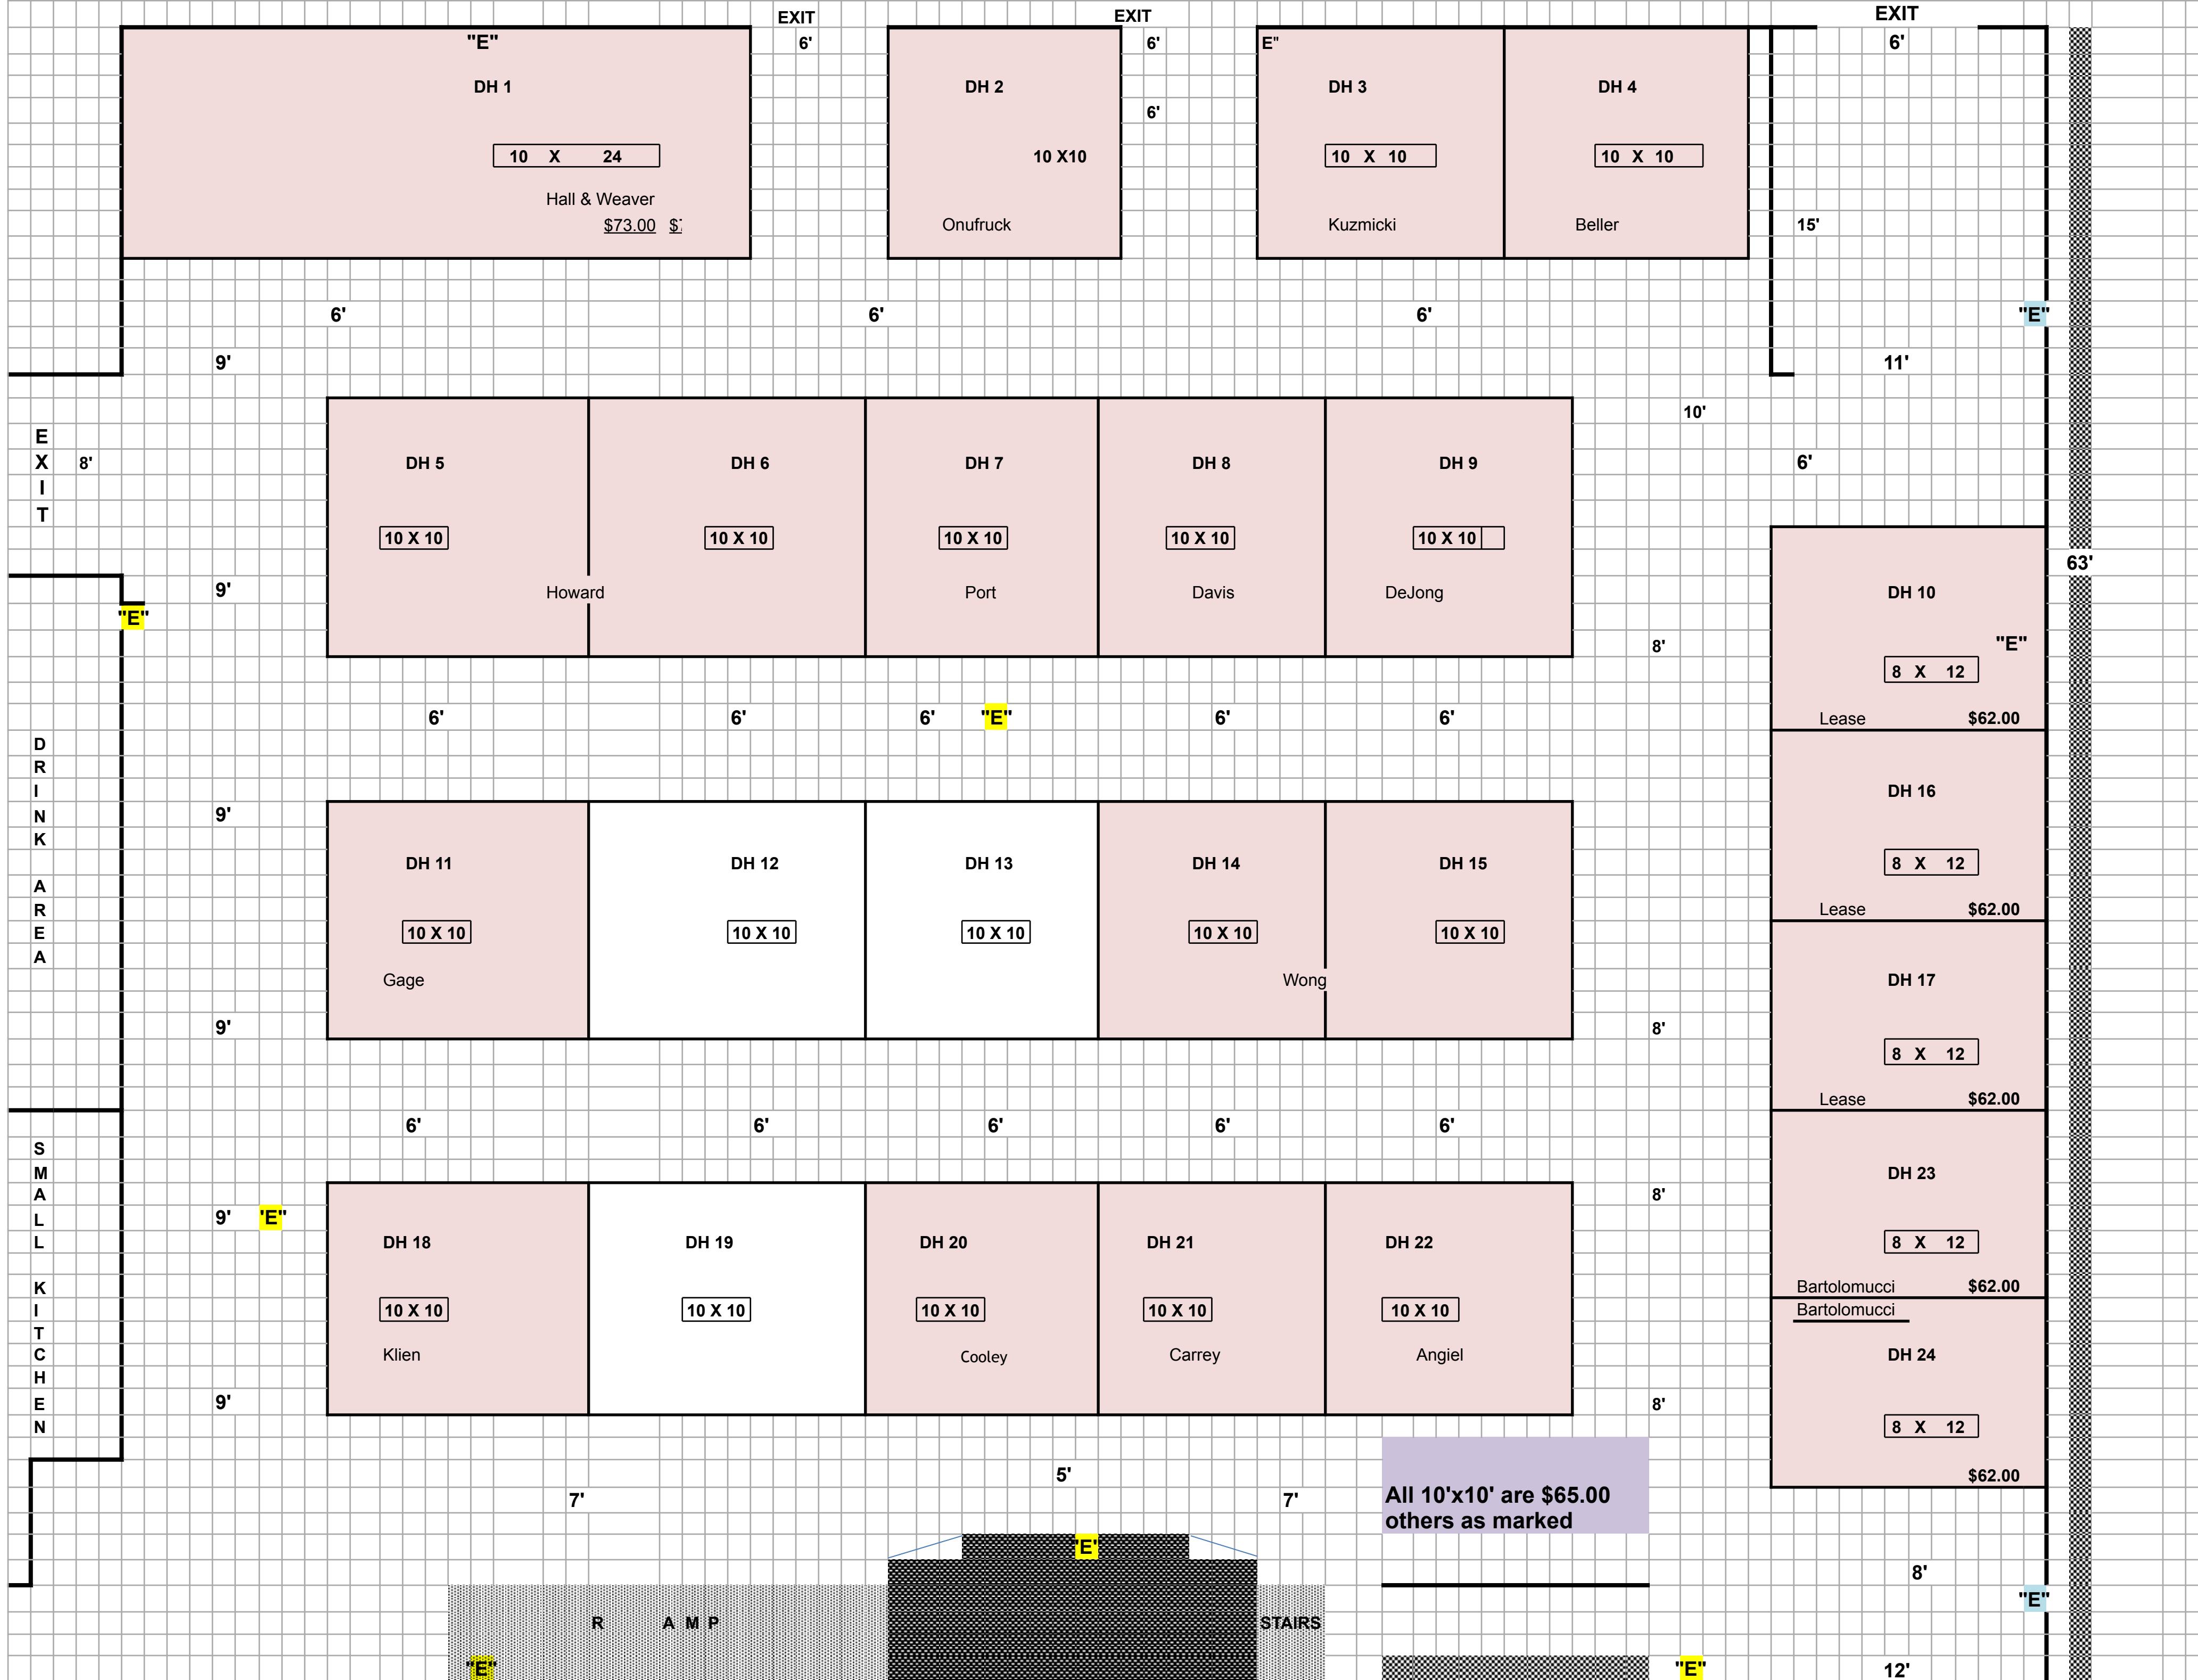 EXIT EXIT EXIT
"E" 6' 6' E" 6'
DH 1 DH 2 DH 3 DH 4
6'
10 X 24 10 X10 10 X 10 10 X 10
Hall & Weaver
$73.00 Onufruck Kuzmicki Beller 15'
6' 6' 6' "E"
9' 11'
10'
EXIT 8' DH 5 DH 6 DH 7 DH 8 DH 9 6'
10 X 10 10 X 10 10 X 10 10 X 10 10 X 10
63'
9' Howard Port Davis DeJong DH 10
"E"
8' "E"
8 X 12
6' 6' 6' "E" 6' 6' Lease $62.00
DRINK AREA
DH 16
9'
DH 11 DH 12 DH 13 DH 14 DH 15 8 X 12
Lease $62.00
10 X 10 10 X 10 10 X 10 10 X 10 10 X 10
Gage Wong DH 17
9' 8' 8 X 12
Lease $62.00
6' 6' 6' 6' 6'
SMALL KITCHEN
DH 23
8'
9' 'E"
DH 18 DH 19 DH 20 DH 21 DH 22 8 X 12
Bartolomucci $62.00
10 X 10 10 X 10 10 X 10 10 X 10 10 X 10 Bartolomucci
Klien Cooley Carrey Angiel DH 24
9' 8'
8 X 12
5' $62.00
7' 7' All 10'x10' are $65.00
others as marked
'E'
8'
"E"
R A M P STAIRS
"E" "E" 12'